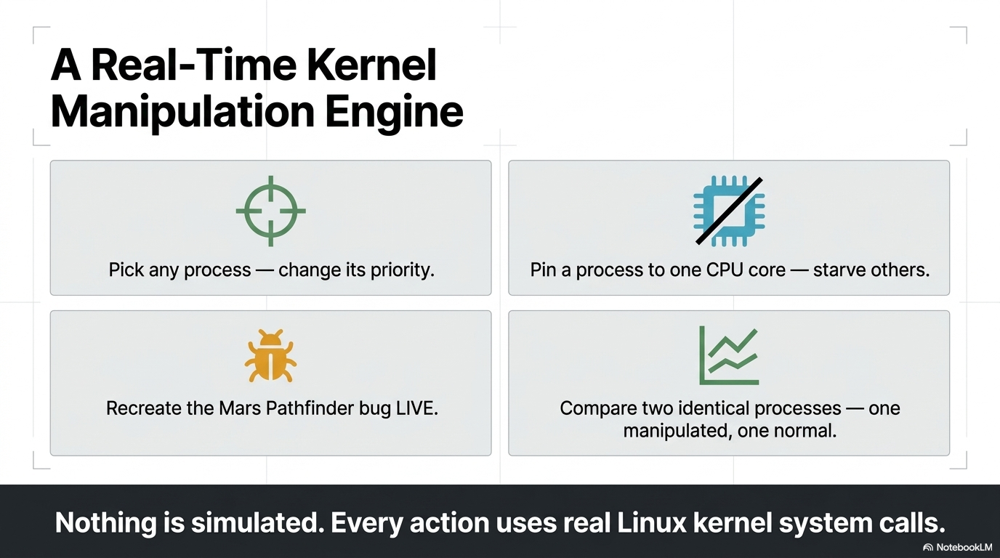 A Real-Time Kernel
Manipulation Engine
Pick any process — change its priority.
Pin a process to one CPU core — starve others.
Recreate the Mars Pathfinder bug LIVE.
Compare two identical processes — one
manipulated, one normal.
Nothing is simulated. Every action uses real Linux kernel system calls.
NotebookLM